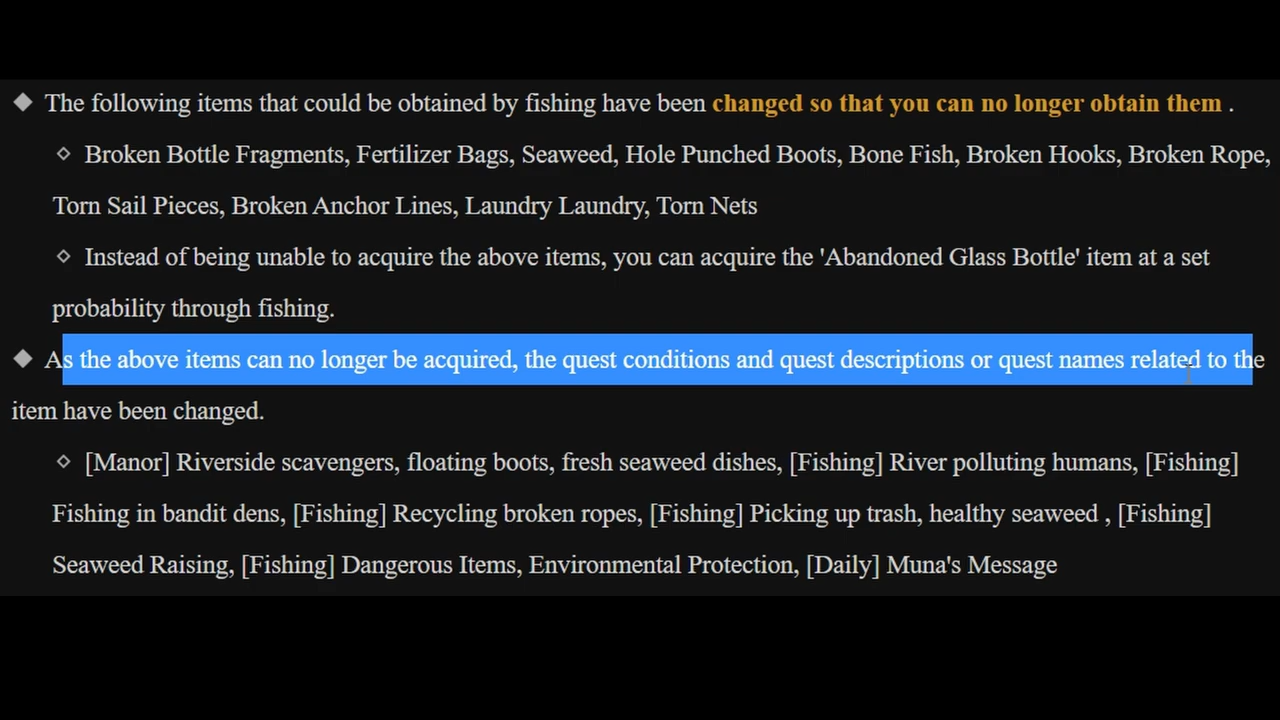 ◆ The following items that could be obtained by fishing have been changed so that you can no longer obtain them .
◇ Broken Bottle Fragments, Fertilizer Bags, Seaweed, Hole Punched Boots, Bone Fish, Broken Hooks, Broken Rope,
Torn Sail Pieces, Broken Anchor Lines, Laundry Laundry, Torn Nets
◇ Instead of being unable to acquire the above items, you can acquire the 'Abandoned Glass Bottle' item at a set
probability through fishing.
◆ As the above items can no longer be acquired, the quest conditions and quest descriptions or quest names related to the
item have been changed.
◇ [Manor] Riverside scavengers, floating boots, fresh seaweed dishes, [Fishing] River polluting humans, [Fishing]
Fishing in bandit dens, [Fishing] Recycling broken ropes, [Fishing] Picking up trash, healthy seaweed , [Fishing]
Seaweed Raising, [Fishing] Dangerous Items, Environmental Protection, [Daily] Muna's Message